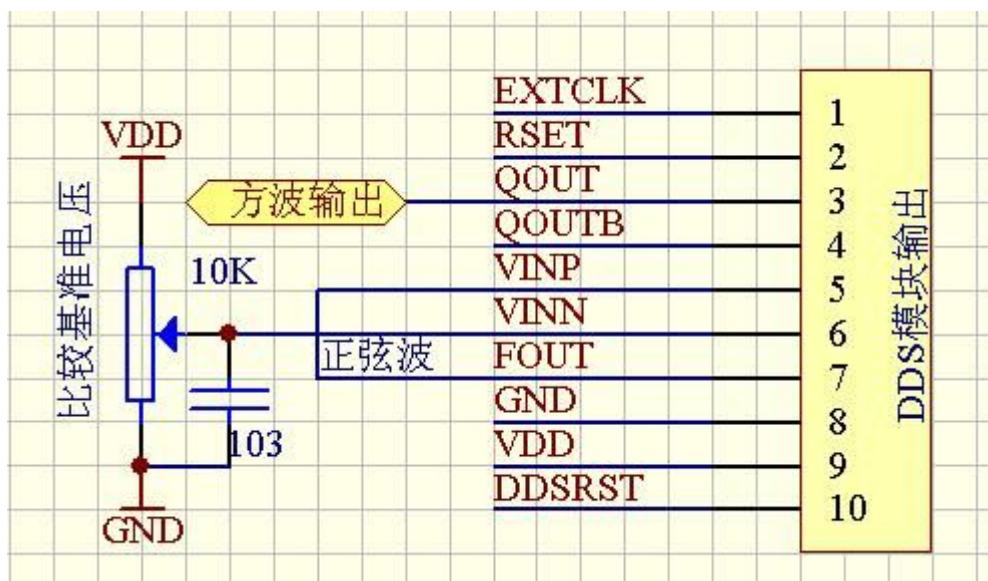 VDD
比较基准电压
10K
103
GND
方波输出
正弦波
EXTCLK
RSET
QOUT
QOUTB
VINP
VINN
FOUT
GND
VDD
DDSRST
1
2
3
4
5
6
7
8
9
10
DDS模块输出